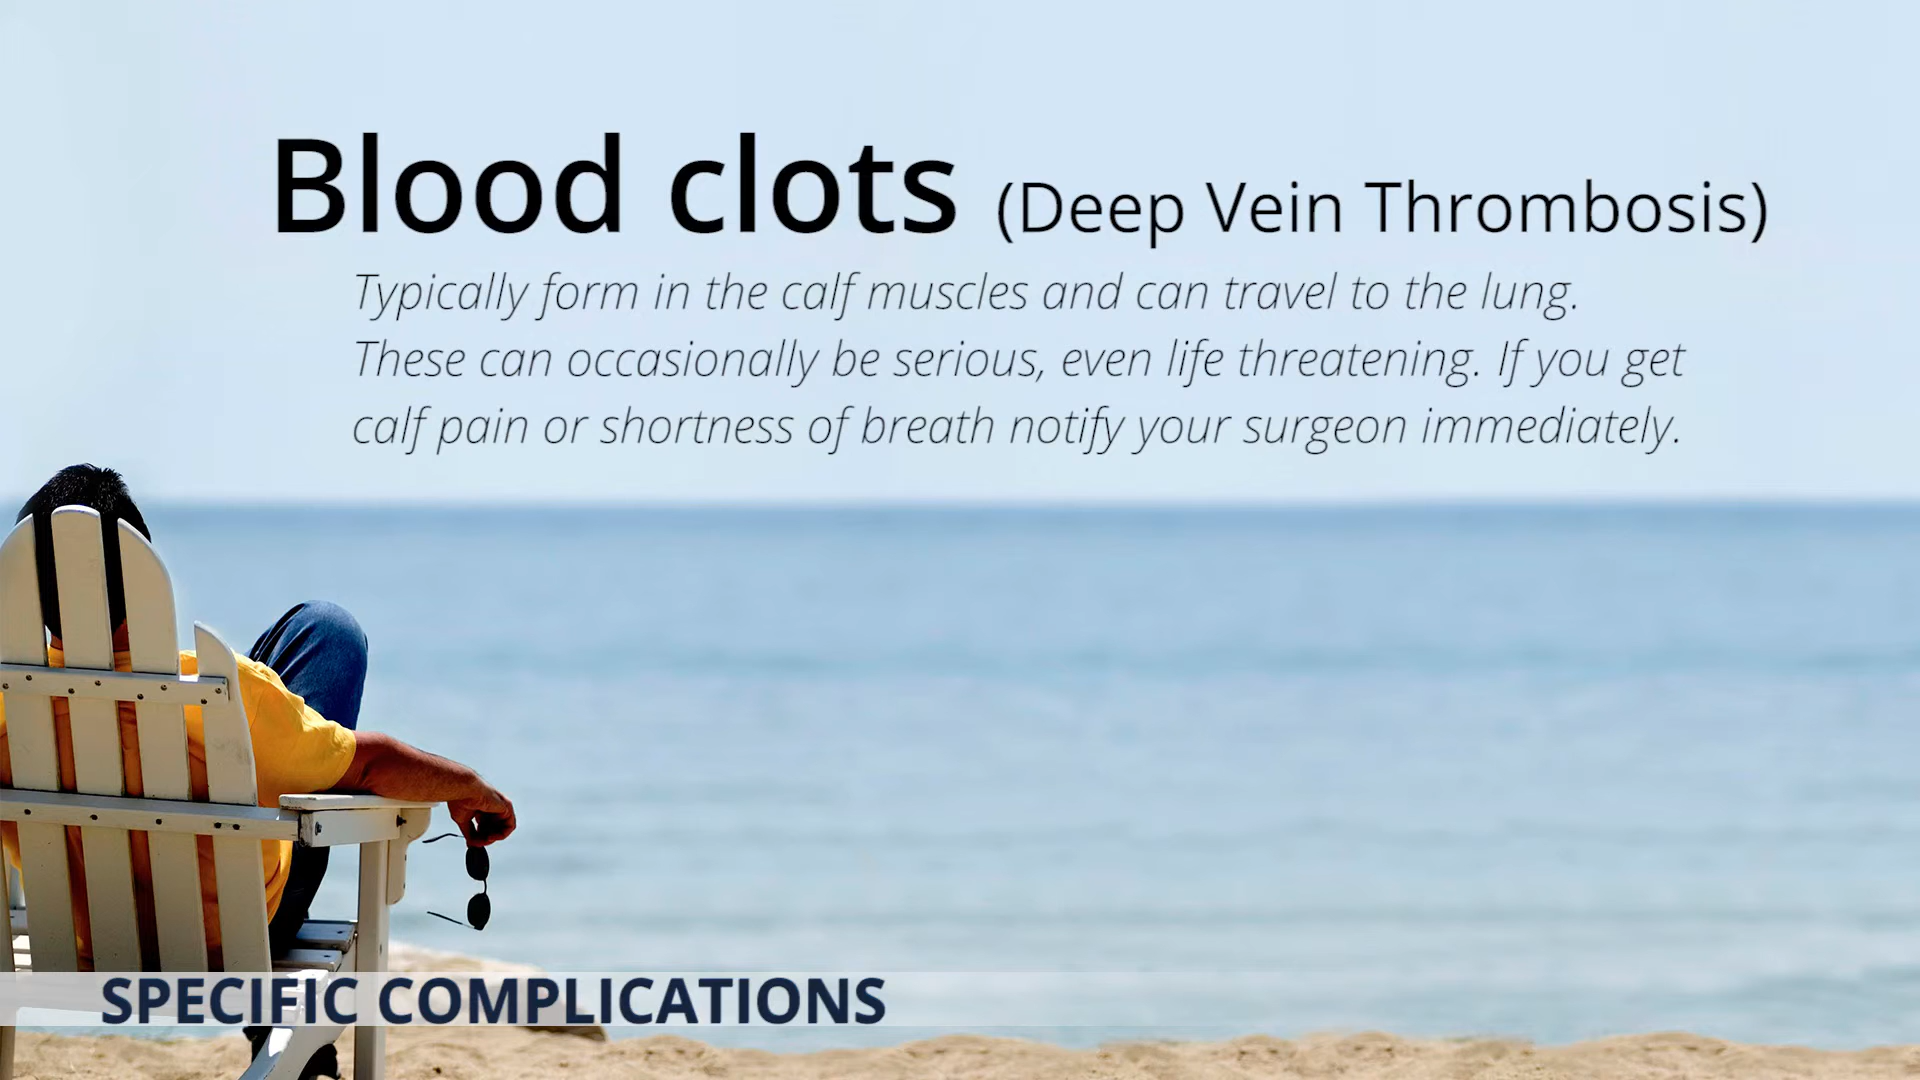 Blood clots (Deep Vein Thrombosis)
Typically form in the calf muscles and can travel to the lung.
These can occasionally be serious, even life threatening. If you get
calf pain or shortness of breath notify your surgeon immediately.
SPECIFIC COMPLICATIONS